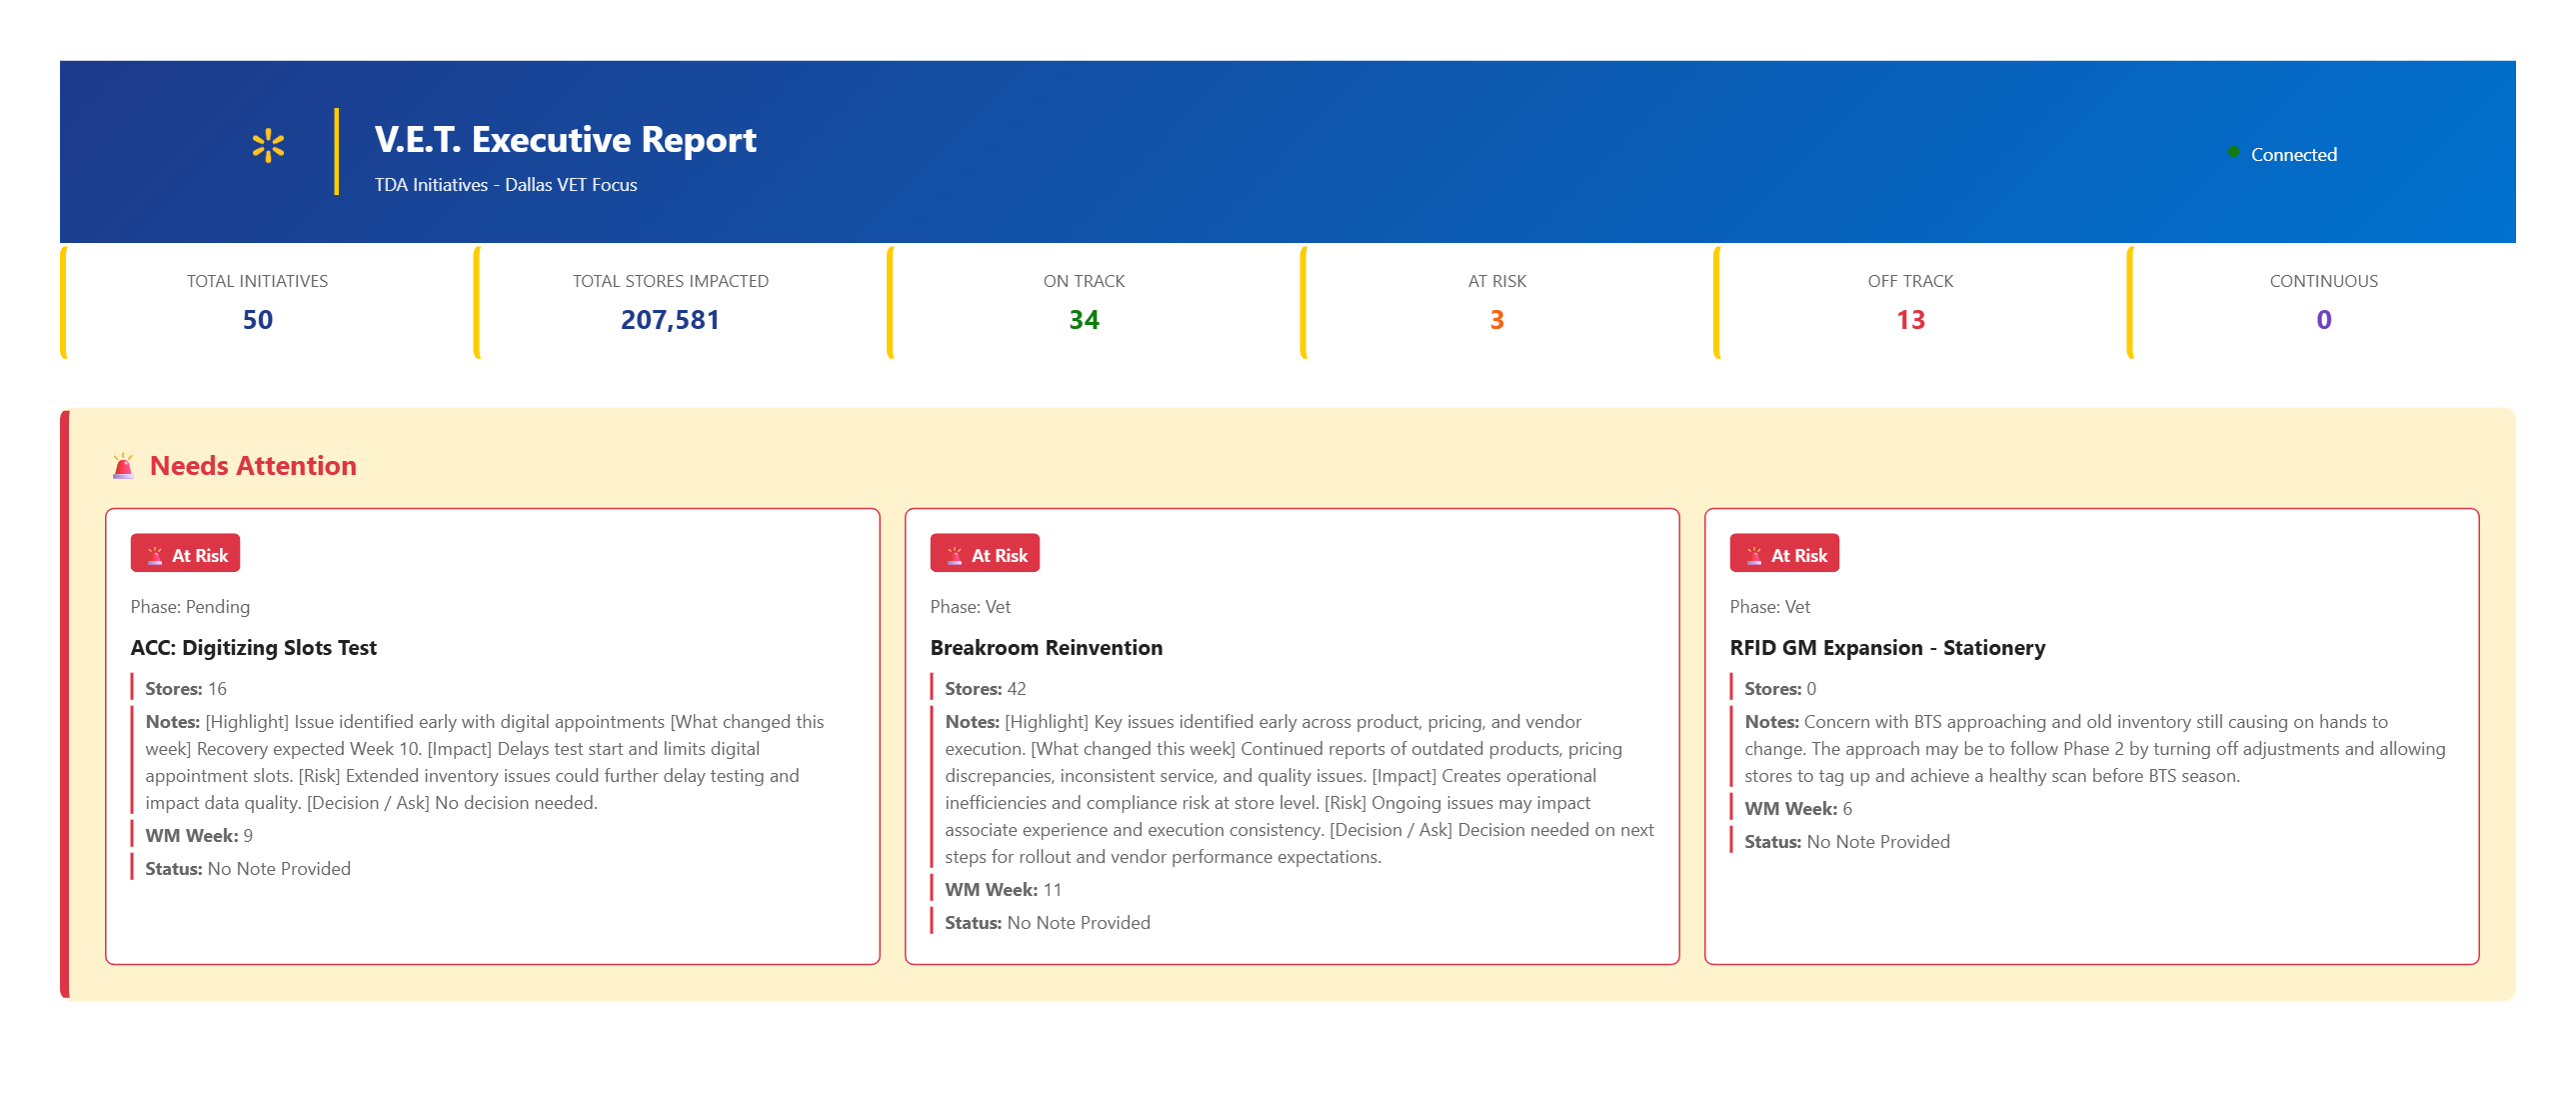 V.E.T. Executive Report
TDA Initiatives - Dallas VET Focus
Connected
TOTAL INITIATIVES
50
TOTAL STORES IMPACTED
207,581
ON TRACK
34
AT RISK
3
OFF TRACK
13
CONTINUOUS
0
Needs Attention
At Risk
Phase: Pending
ACC: Digitizing Slots Test
Stores: 16
Notes: [Highlight] Issue identified early with digital appointments [What changed this
week] Recovery expected Week 10. [Impact] Delays test start and limits digital
appointment slots. [Risk] Extended inventory issues could further delay testing and
impact data quality. [Decision / Ask] No decision needed.
WM Week: 9
Status: No Note Provided
At Risk
Phase: Vet
Breakroom Reinvention
Stores: 42
Notes: [Highlight] Key issues identified early across product, pricing, and vendor
execution. [What changed this week] Continued reports of outdated products, pricing
discrepancies, inconsistent service, and quality issues. [Impact] Creates operational
inefficiencies and compliance risk at store level. [Risk] Ongoing issues may impact
associate experience and execution consistency. [Decision / Ask] Decision needed on next
steps for rollout and vendor performance expectations.
WM Week: 11
Status: No Note Provided
At Risk
Phase: Vet
RFID GM Expansion - Stationery
Stores: 0
Notes: Concern with BTS approaching and old inventory still causing on hands to
change. The approach may be to follow Phase 2 by turning off adjustments and allowing
stores to tag up and achieve a healthy scan before BTS season.
WM Week: 6
Status: No Note Provided